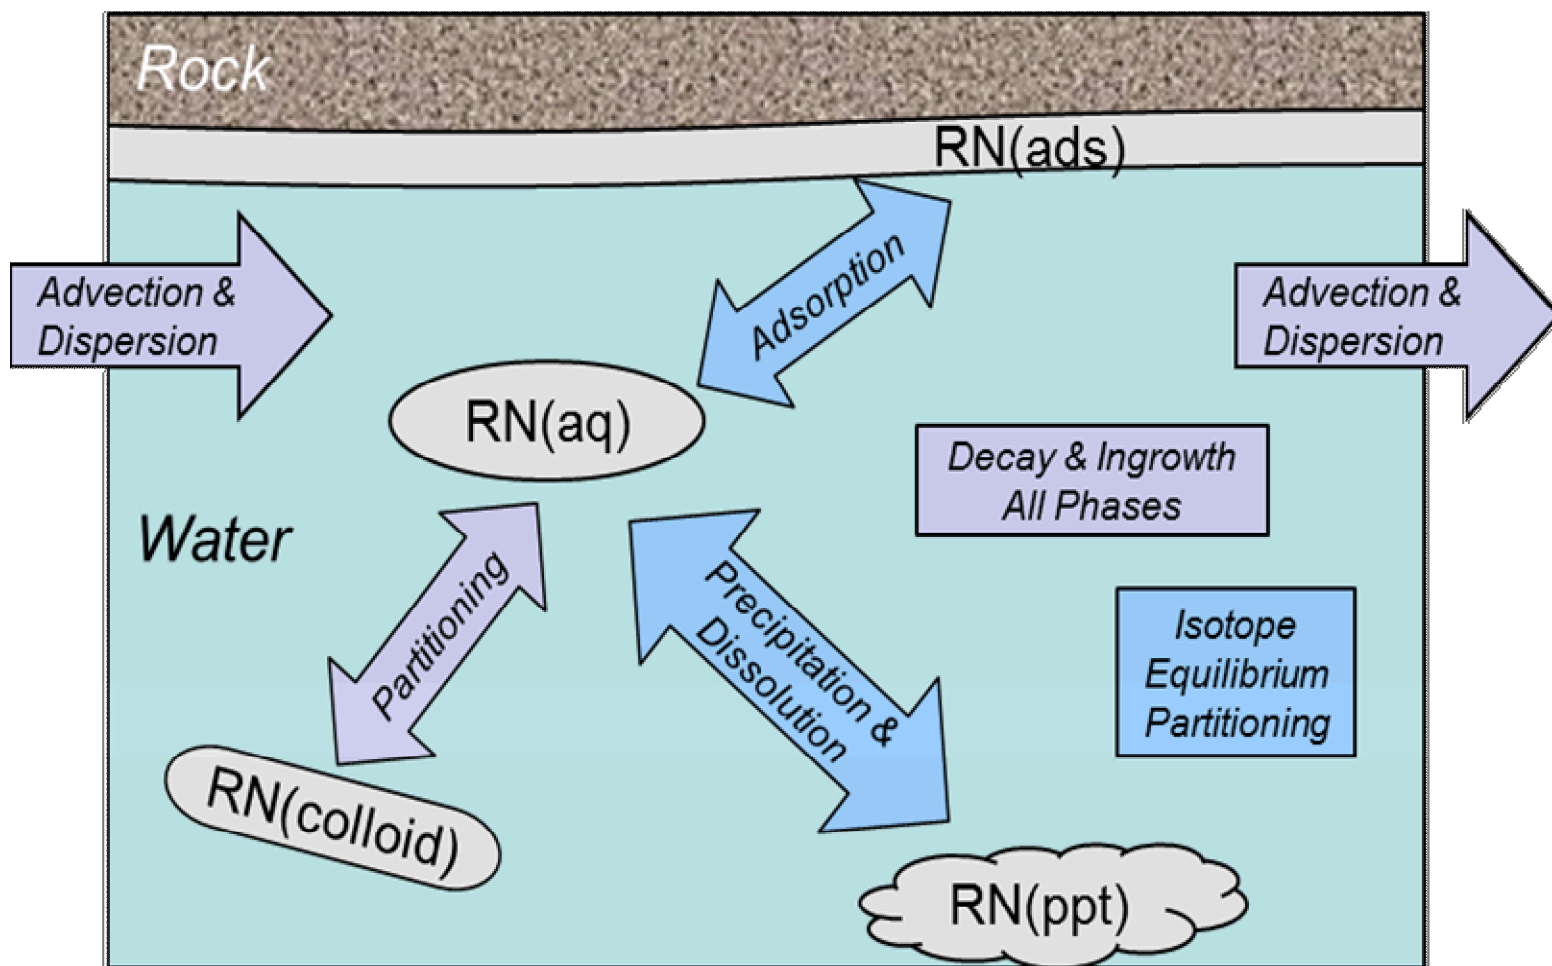 Rock
RN(ads)
Advection &
Dispersion
Adsorption
Advection &
Dispersion
RN(aq)
Decay & Ingrowth
All Phases
Water
Partitioning
Precipitation &
Dissolution
Isotope
Equilibrium
Partitioning
RN(colloid)
RN(ppt)